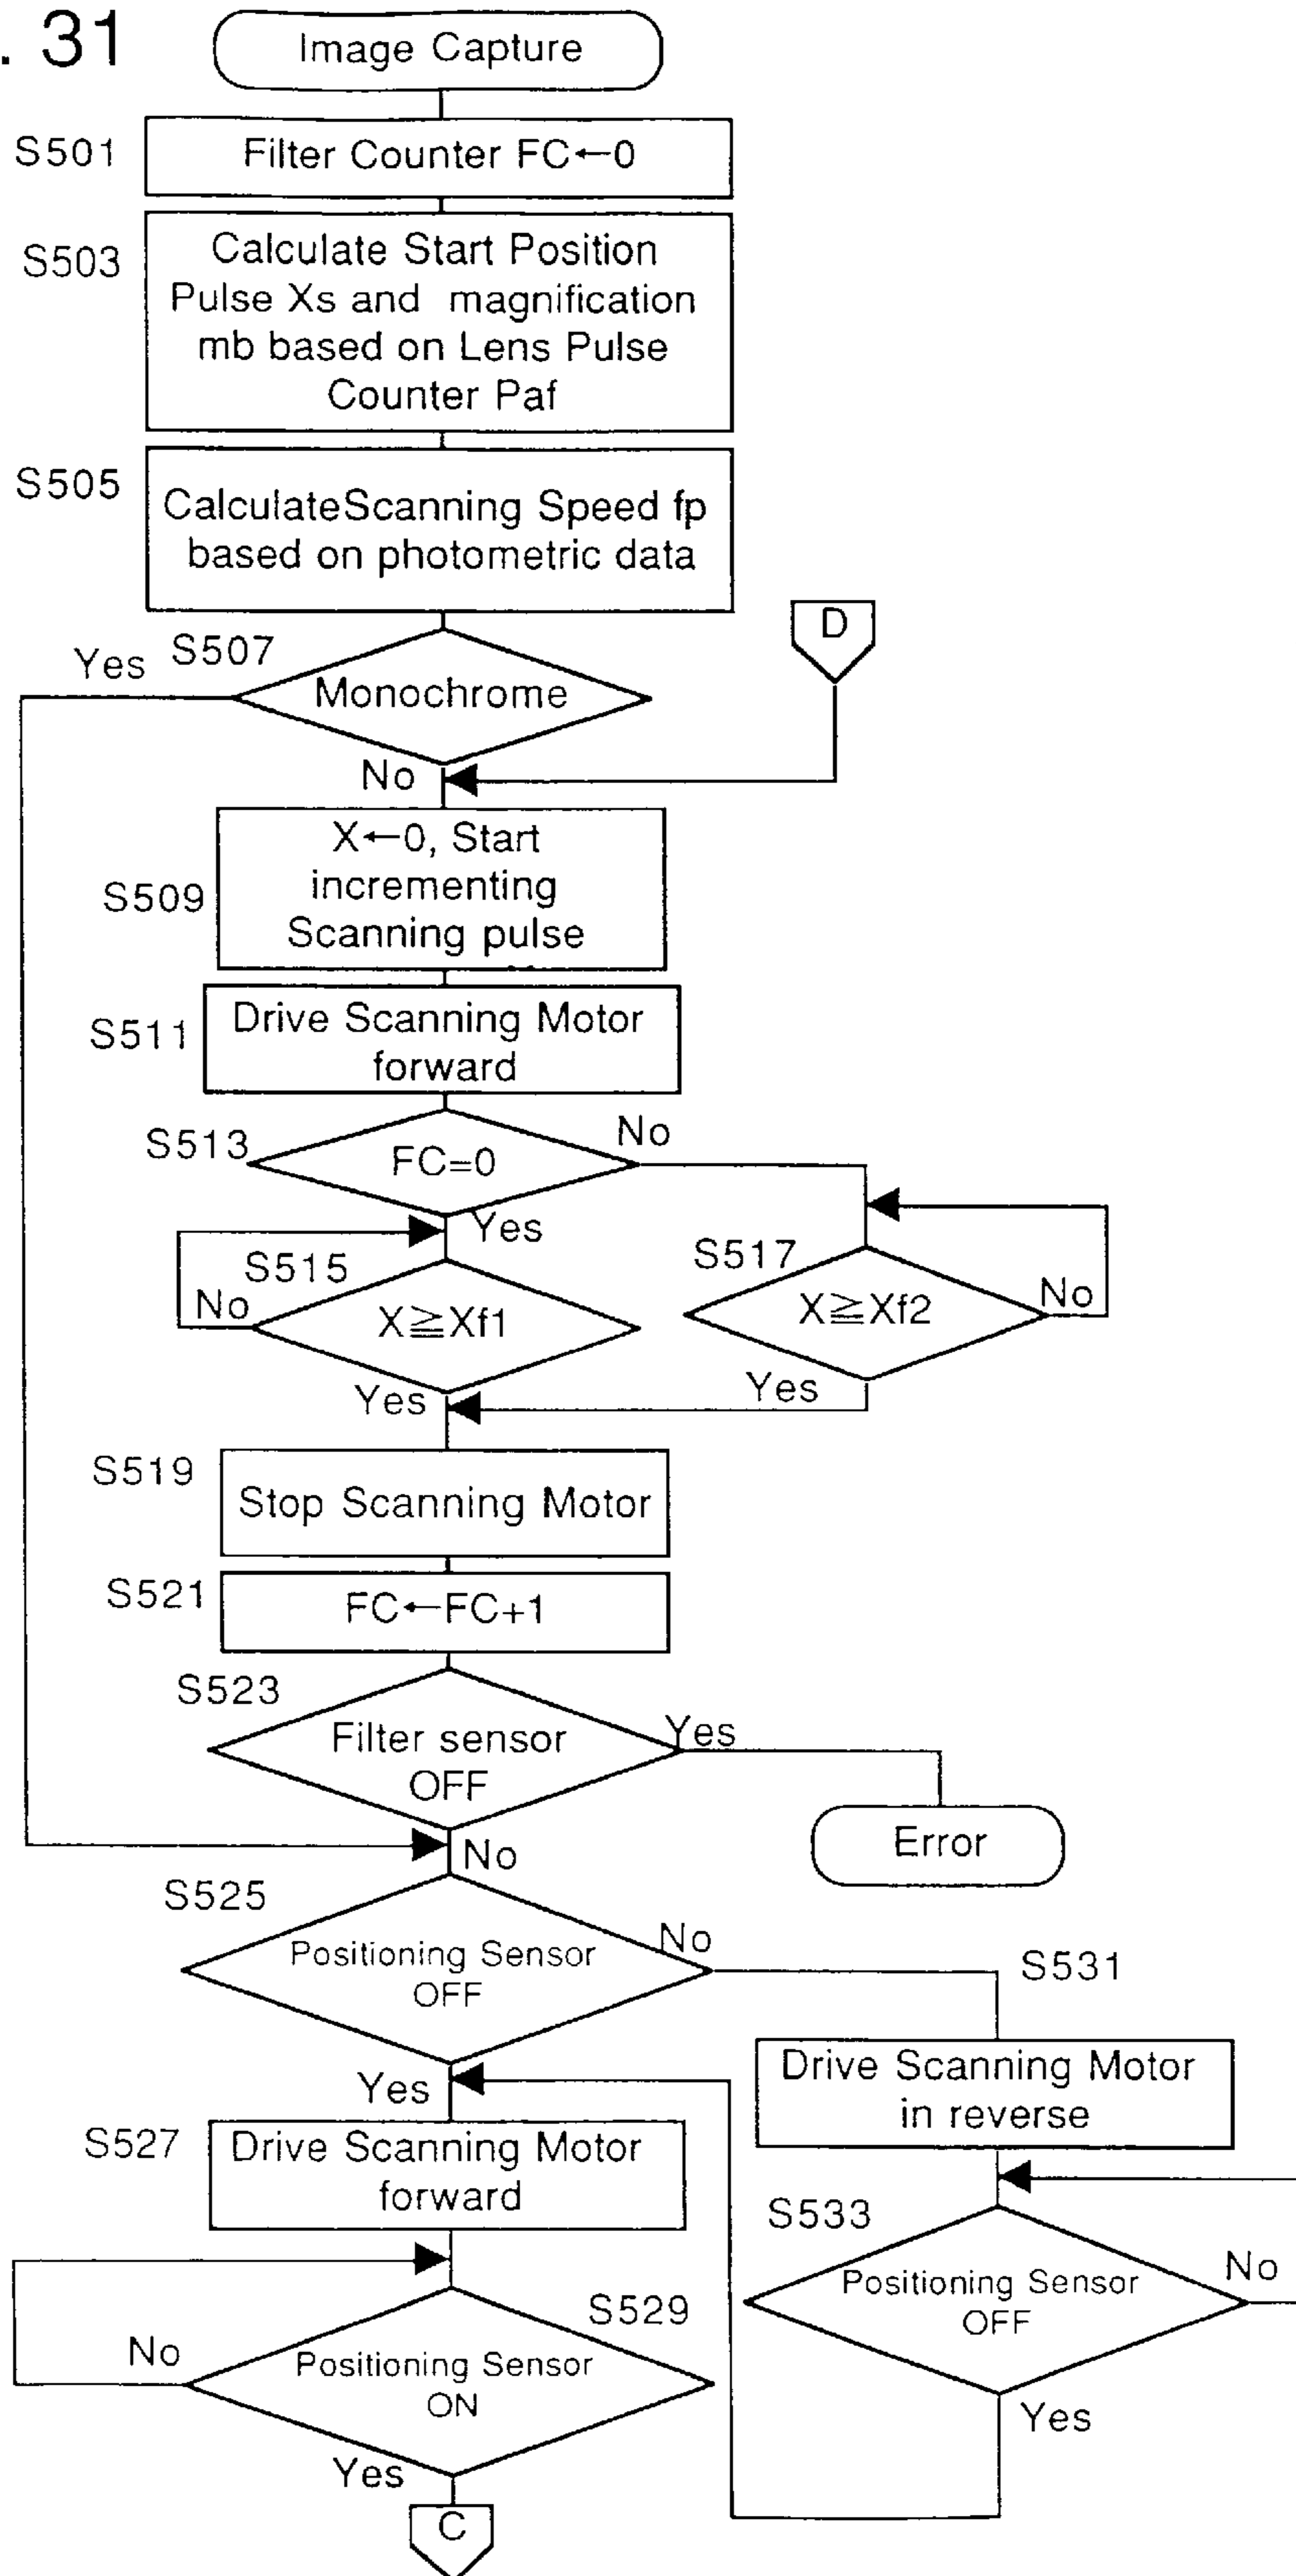 . 31
Image Capture
S501
Filter Counter FC←0
S503
Calculate Start Position
Pulse Xs and magnification
mb based on Lens Pulse
Counter Paf
S505
CalculateScanning Speed fp
based on photometric data
D
S507
Yes
Monochrome
No
X←0, Start
incrementing
Scanning pulse
S509
Drive Scanning Motor
forward
S511
S513
FC=0
No
Yes
S515
X≧Xf1
No
Yes
S517
X≧Xf2
No
Yes
S519
Stop Scanning Motor
S521
FC←FC+1
S523
Filter sensor
OFF
Yes
Error
No
S525
Positioning Sensor
OFF
No
Yes
S531
Drive Scanning Motor
in reverse
S527
Drive Scanning Motor
forward
S533
Positioning Sensor
OFF
No
Yes
S529
Positioning Sensor
ON
No
Yes
C